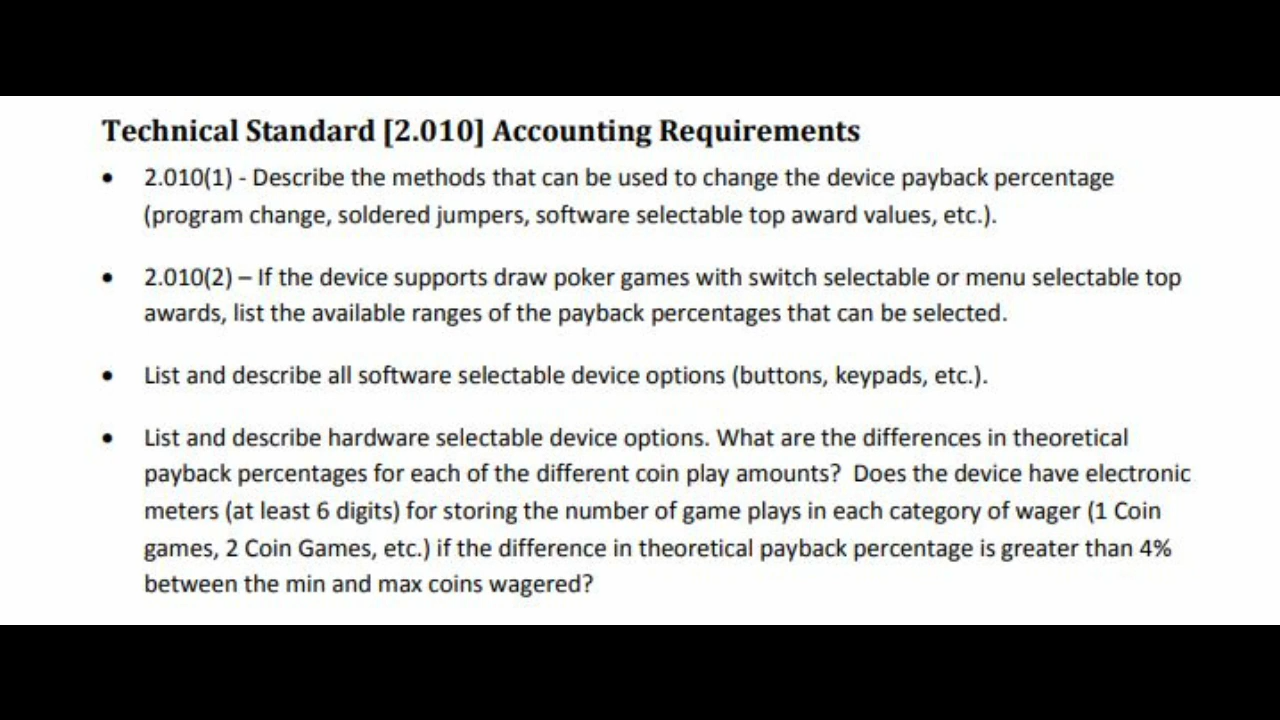 Technical Standard [2.010] Accounting Requirements
• 2.010(1) - Describe the methods that can be used to change the device payback percentage
(program change, soldered jumpers, software selectable top award values, etc.).
• 2.010(2) – If the device supports draw poker games with switch selectable or menu selectable top
awards, list the available ranges of the payback percentages that can be selected.
• List and describe all software selectable device options (buttons, keypads, etc.).
• List and describe hardware selectable device options. What are the differences in theoretical
payback percentages for each of the different coin play amounts?  Does the device have electronic
meters (at least 6 digits) for storing the number of game plays in each category of wager (1 Coin
games, 2 Coin Games, etc.) if the difference in theoretical payback percentage is greater than 4%
between the min and max coins wagered?